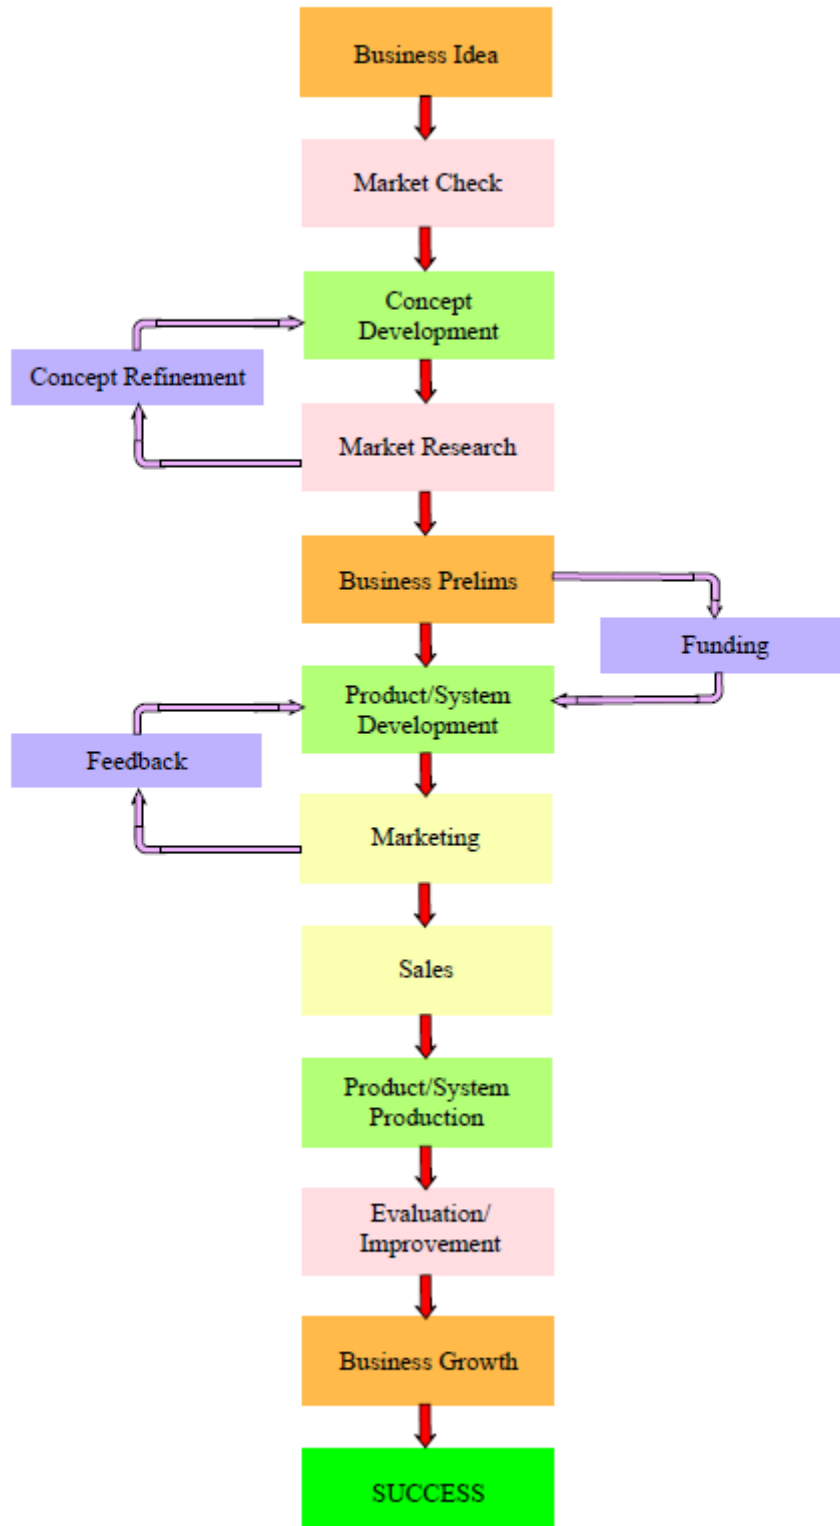 Business Idea
Market Check
Concept
Development
Concept Refinement
Market Research
Business Prelims
Funding
Product/System
Development
Feedback
Marketing
Sales
Product/System
Production
Evaluation/
Improvement
Business Growth
SUCCESS